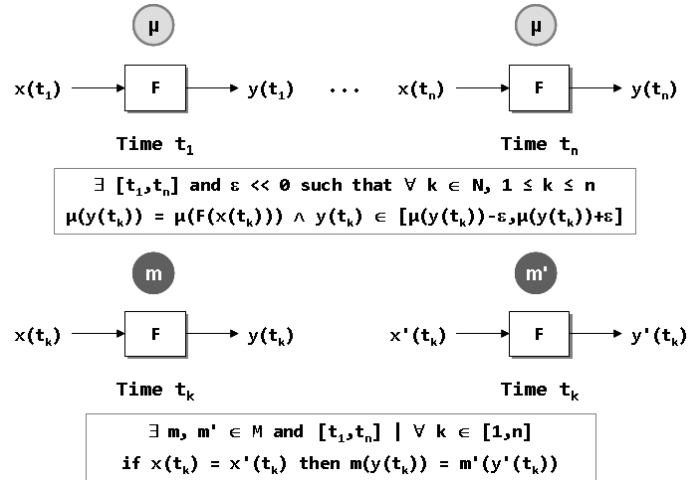 μ μ
x(t₁) F y(t₁) ... x(tₙ) F y(tₙ)
Time t₁ Time tₙ
∃ [t₁,tₙ] and ε << 0 such that ∀ k ∈ N, 1 ≤ k ≤ n
μ(y(tₖ)) = μ(F(x(tₖ))) ∧ y(tₖ) ∈ [μ(y(tₖ))-ε,μ(y(tₖ))+ε]
m m'
x(tₖ) F y(tₖ) x'(tₖ) F y'(tₖ)
Time tₖ Time tₖ
∃ m, m' ∈ M and [t₁,tₙ] | ∀ k ∈ [1,n]
if x(tₖ) = x'(tₖ) then m(y(tₖ)) = m'(y'(tₖ))